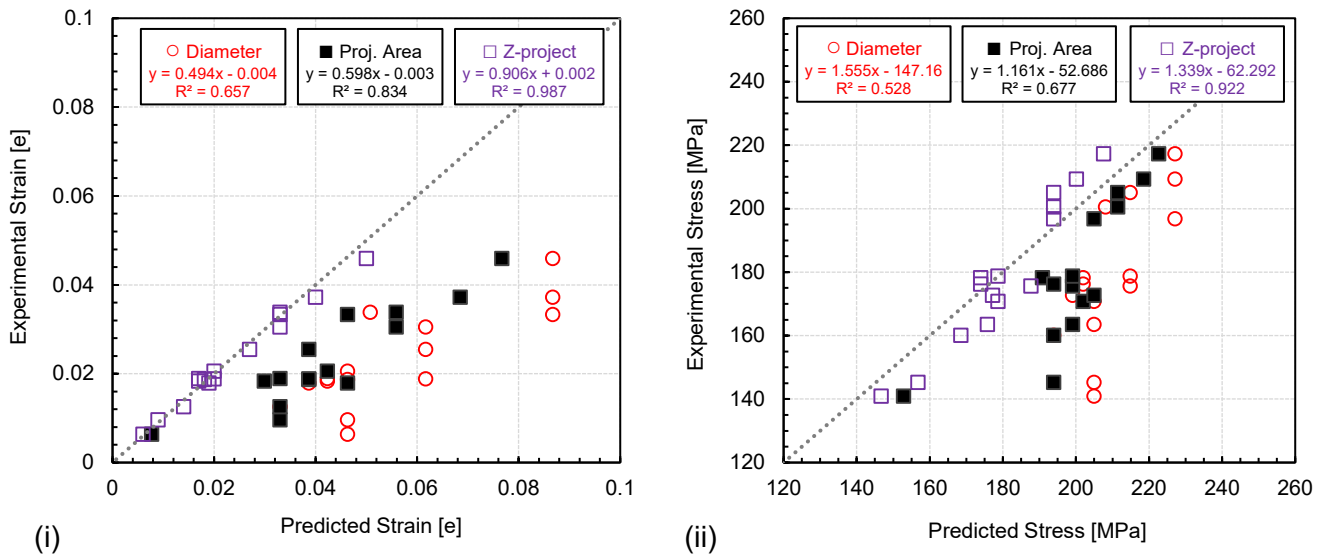 Experimental Strain [e]
0.1
0.08
0.06
0.04
0.02
0
○ Diameter
y = 0.494x - 0.004
R² = 0.657
■ Proj. Area
y = 0.598x - 0.003
R² = 0.834
□ Z-project
y = 0.906x + 0.002
R² = 0.987
0 0.02 0.04 0.06 0.08 0.1
Predicted Strain [e]
(i)
Experimental Stress [MPa]
260
240
220
200
180
160
140
120
○ Diameter
y = 1.555x - 147.16
R² = 0.528
■ Proj. Area
y = 1.161x - 52.686
R² = 0.677
□ Z-project
y = 1.339x - 62.292
R² = 0.922
120 140 160 180 200 220 240 260
Predicted Stress [MPa]
(ii)